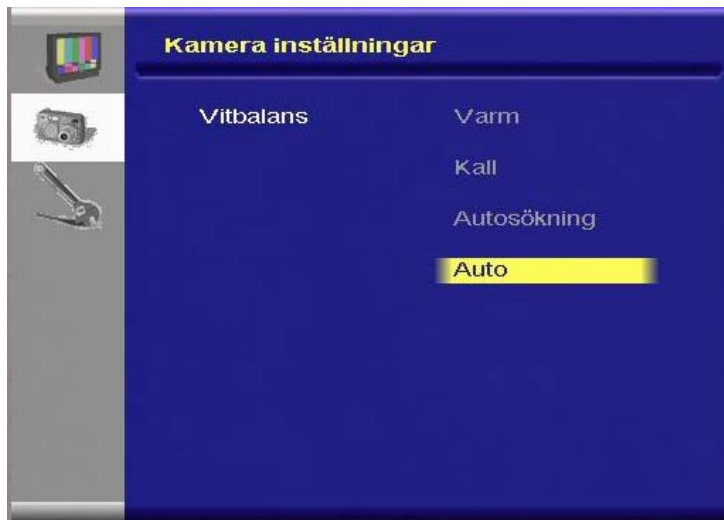 Kamera inställningar
Vitbalans
Varm
Kall
Autosökning
Auto